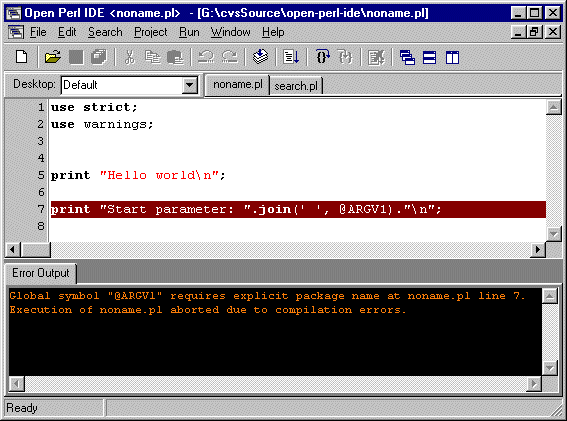 Open Perl IDE <noname.pl> - [G:\cvsSource\open-perl-ide\noname.pl]
File Edit Search Project Run Window Help
Desktop: Default noname.pl search.pl
1 use strict;
2 use warnings;
3
4
5 print "Hello world\n";
6
7 print "Start parameter: ".join(' ', @ARGV1)."\n";
8
Error Output
Global symbol "@ARGV1" requires explicit package name at noname.pl line 7.
Execution of noname.pl aborted due to compilation errors.
Ready